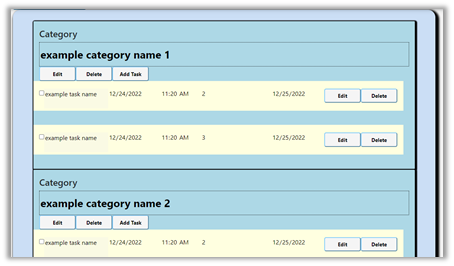 Category
example category name 1
Edit Delete Add Task
example task name 12/24/2022 11:20 AM 2 12/25/2022 Edit Delete
example task name 12/24/2022 11:20 AM 3 12/25/2022 Edit Delete
Category
example category name 2
Edit Delete Add Task
example task name 12/24/2022 11:20 AM 2 12/25/2022 Edit Delete